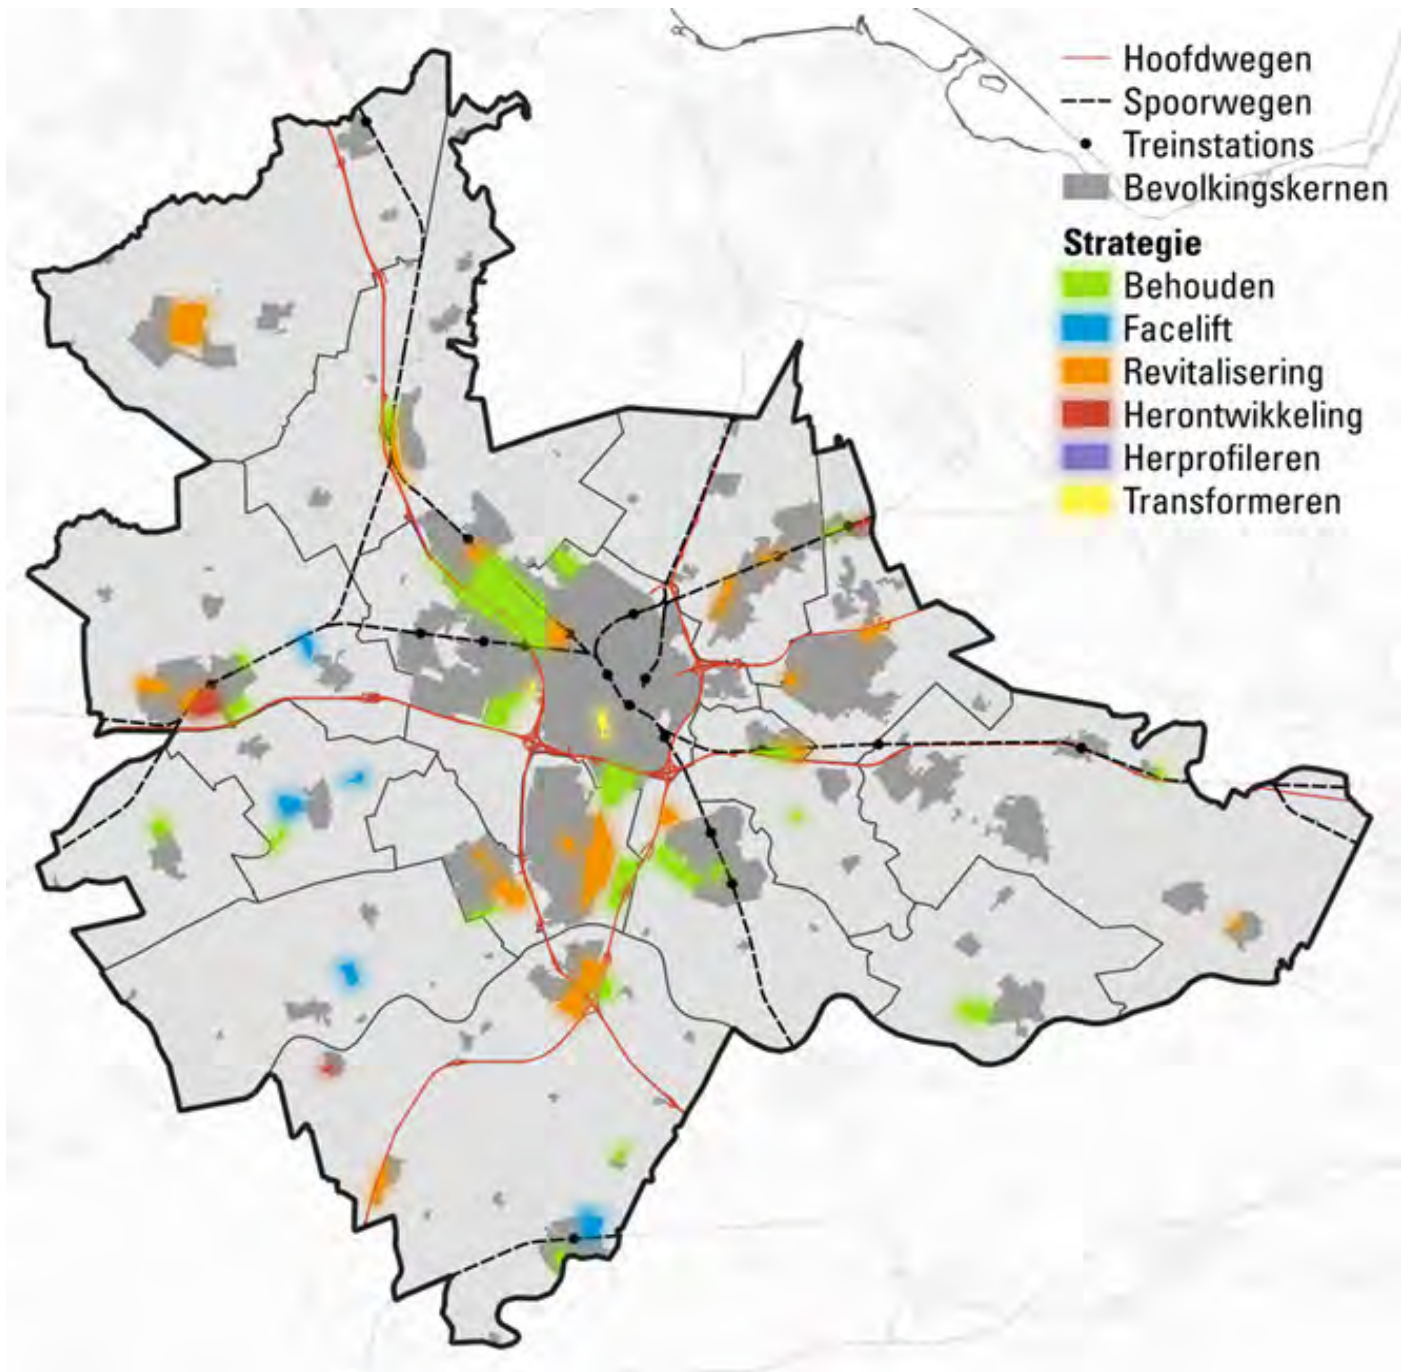 Hoofdwegen
Spoorwegen
Treinstations
Bevolkingskernen
Strategie
Behouden
Facelift
Revitalisering
Herontwikkeling
Herprofileren
Transformeren